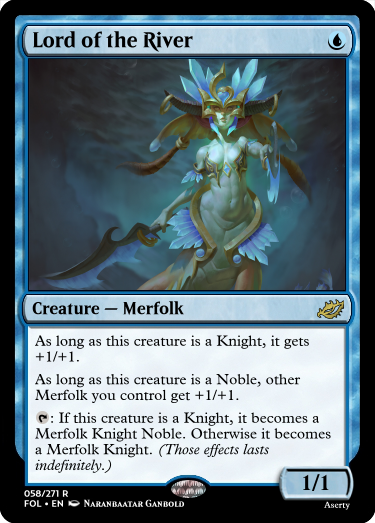 Lord of the River
Creature — Merfolk
As long as this creature is a Knight, it gets
+1/+1.
As long as this creature is a Noble, other
Merfolk you control get +1/+1.
: If this creature is a Knight, it becomes a
Merfolk Knight Noble. Otherwise it becomes
a Merfolk Knight. (Those effects lasts
indefinitely.)
1/1
058/271 R
FOL • EN Naranbaatar Ganbold
Aserty